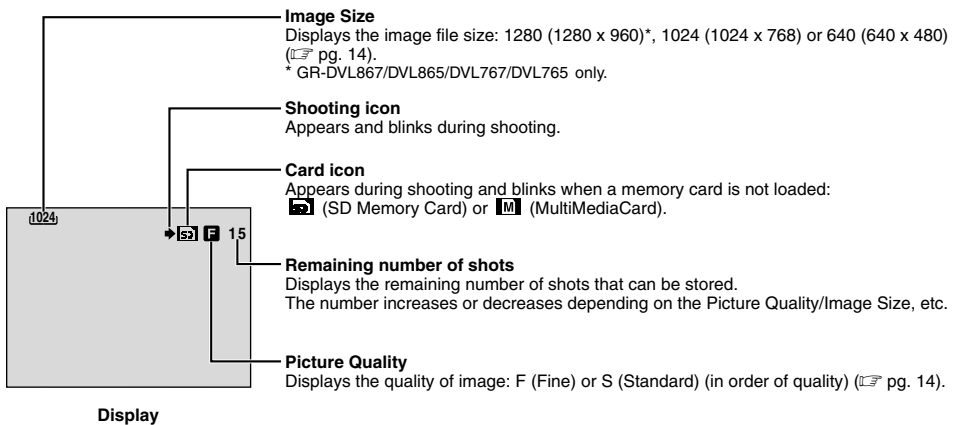 Image Size
Displays the image file size: 1280 (1280 x 960)*, 1024 (1024 x 768) or 640 (640 x 480)
(☞ pg. 14).
* GR-DVL867/DVL865/DVL767/DVL765 only.
Shooting icon
Appears and blinks during shooting.
Card icon
Appears during shooting and blinks when a memory card is not loaded:
SD (SD Memory Card) or M (MultiMediaCard).
1024
SD F 15
Remaining number of shots
Displays the remaining number of shots that can be stored.
The number increases or decreases depending on the Picture Quality/Image Size, etc.
Picture Quality
Displays the quality of image: F (Fine) or S (Standard) (in order of quality) (☞ pg. 14).
Display